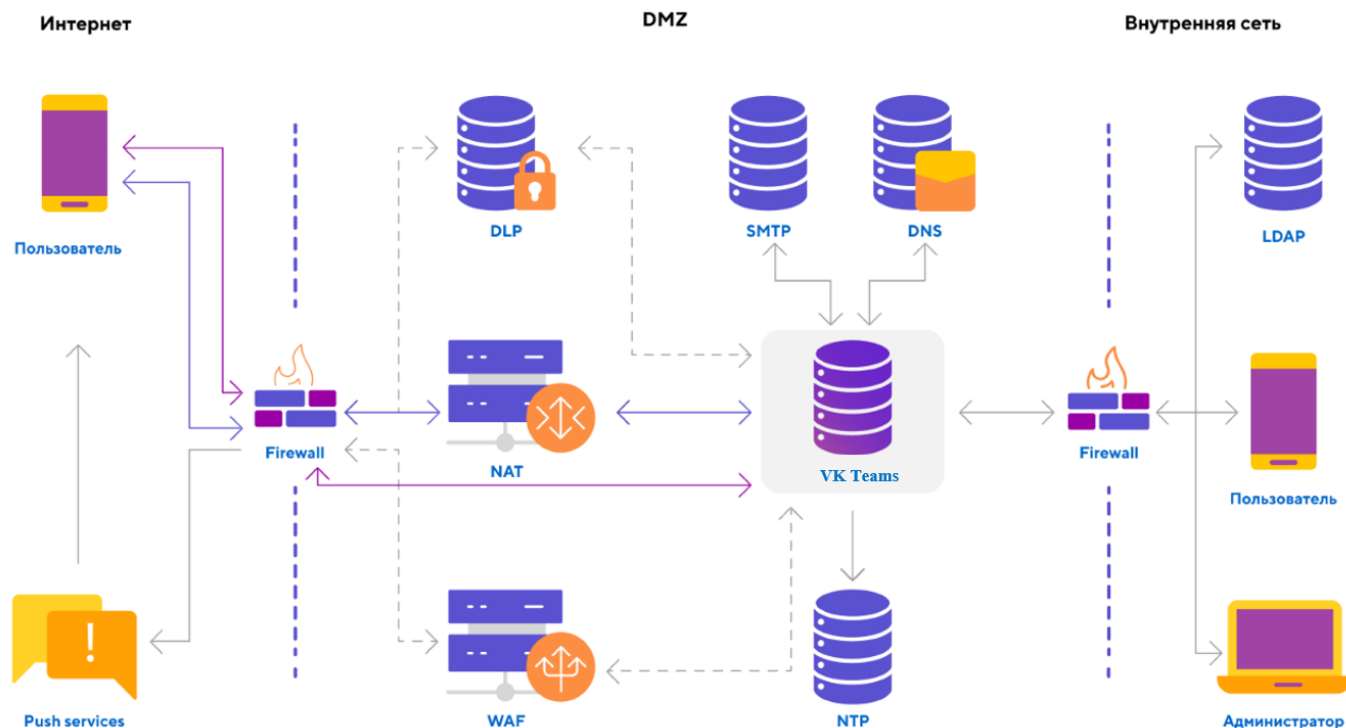 Интернет
DMZ
Внутренняя сеть
Пользователь
DLP
SMTP
DNS
LDAP
Firewall
NAT
VK Teams
Firewall
Пользователь
Push services
WAF
NTP
Администратор